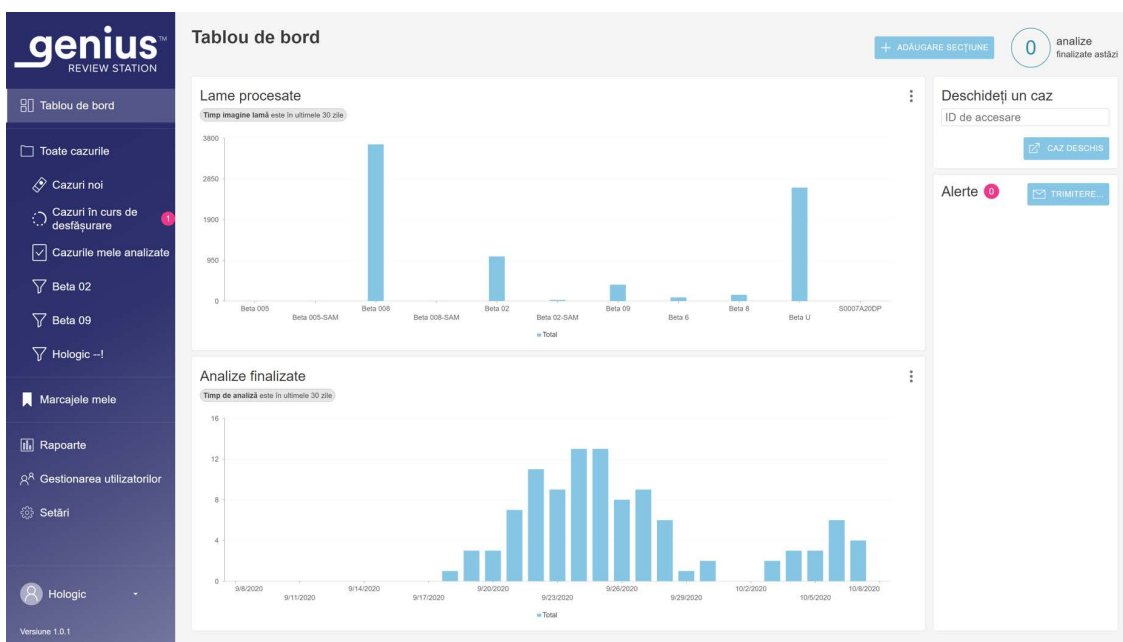 genius™
REVIEW STATION
Tablou de bord
Toate cazurile
Cazuri noi
Cazuri în curs de
desfășurare
1
Cazurile mele analizate
Beta 02
Beta 09
Hologic --!
Marcajele mele
Rapoarte
Gestionarea utilizatorilor
Setări
Hologic
Versiune 1.0.1
Tablou de bord
+ ADĂUGARE SECȚIUNE
0
analize
finalizate astăzi
Lame procesate
Timp imagine lamă este în ultimele 30 zile
3800
2850
1900
950
0
Beta 005
Beta 005-SAM
Beta 008
Beta 008-SAM
Beta 02
Beta 02-SAM
Beta 09
Beta 6
Beta 8
Beta U
S0007A20DP
Total
Analize finalizate
Timp de analiză este în ultimele 30 zile
16
12
8
4
0
9/8/2020
9/11/2020
9/14/2020
9/17/2020
9/20/2020
9/23/2020
9/26/2020
9/29/2020
10/2/2020
10/5/2020
10/8/2020
Total
Deschideți un caz
ID de accesare
CAZ DESCHIS
Alerte 0
TRIMITERE...